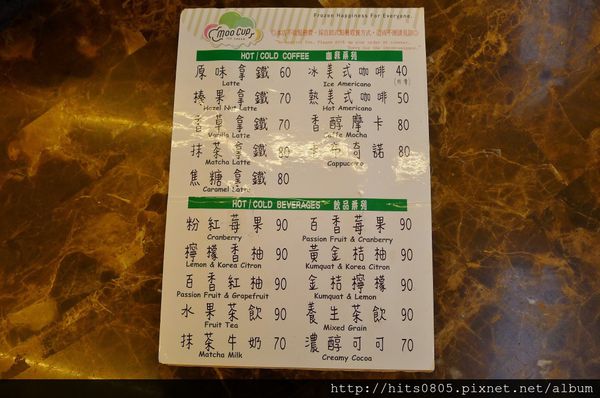 Frozen Happiness For Everyone.
moo Cup
HOT/COLD COFFEE 咖啡系列
原味拿鐵 60 冰美式咖啡 40
Latte Ice Americano
榛果拿鐵 70 熱美式咖啡 50
Hazel Nut Latte Hot Americano
香草拿鐵 70 香醇摩卡 80
Vanilla Latte Caffe Mocha
抹茶拿鐵 80 卡布奇諾 80
Matcha Latte Cappuccino
焦糖拿鐵 80
Caramel Latte
HOT/COLD BEVERAGES 飲品系列
粉紅莓果 90 百香莓果 90
Cranberry Passion Fruit & Cranberry
檸檬香柚 90 黃金桔柚 90
Lemon & Korea Citron Kumquat & Korea Citron
百香紅柚 90 金桔檸檬 90
Passion Fruit & Grapefruit Kumquat & Lemon
水果茶飲 90 養生茶飲 90
Fruit Tea Mixed Grain
抹茶牛奶 70 濃醇可可 70
Matcha Milk Creamy Cocoa
http://hits0805.pixnet.net/album